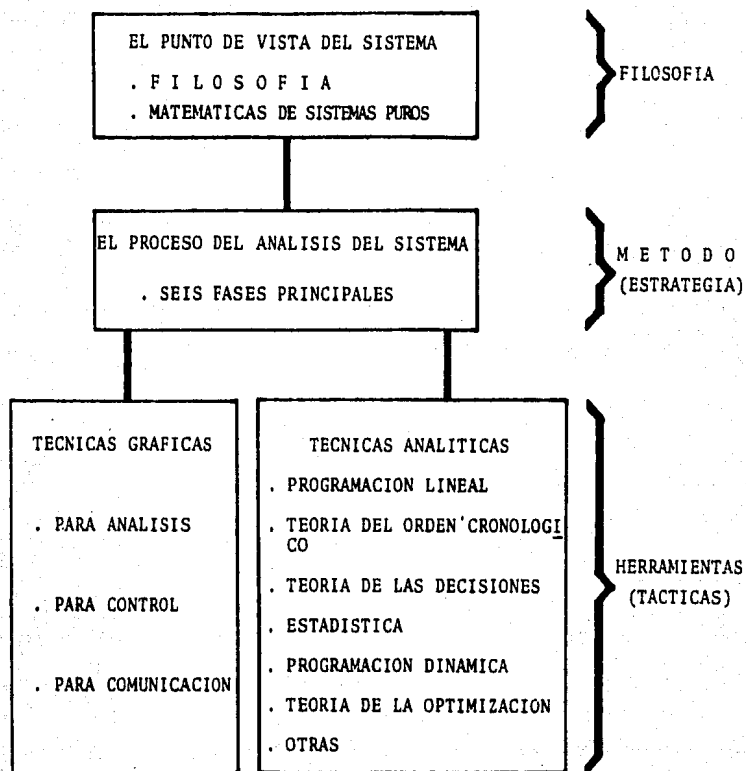 EL PUNTO DE VISTA DEL SISTEMA
. F I L O S O F I A
. MATEMATICAS DE SISTEMAS PUROS
FILOSOFIA
EL PROCESO DEL ANALISIS DEL SISTEMA
. SEIS FASES PRINCIPALES
M E T O D O
(ESTRATEGIA)
TECNICAS GRAFICAS
. PARA ANALISIS
. PARA CONTROL
. PARA COMUNICACION
TECNICAS ANALITICAS
. PROGRAMACION LINEAL
. TEORIA DEL ORDEN'CRONOLOGI
CO
. TEORIA DE LAS DECISIONES
. ESTADISTICA
. PROGRAMACION DINAMICA
. TEORIA DE LA OPTIMIZACION
. OTRAS
HERRAMIENTAS
(TACTICAS)